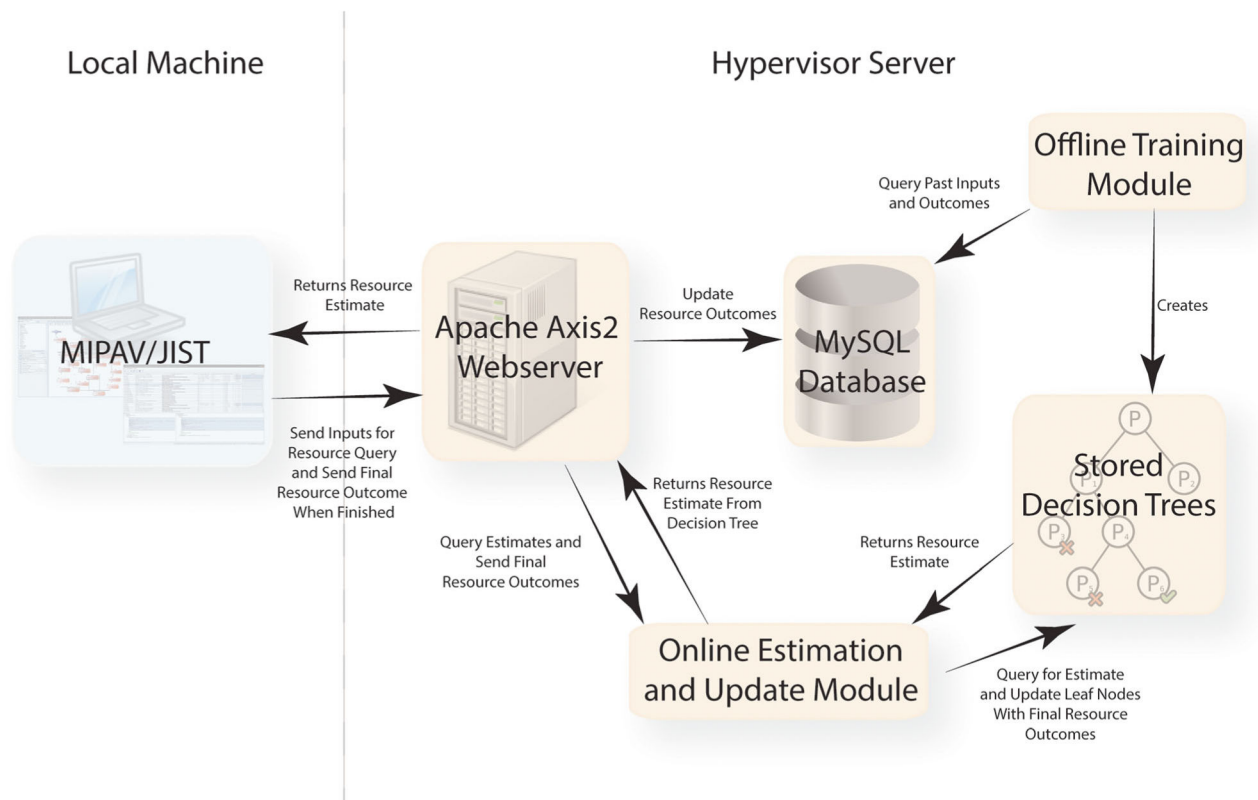 Local Machine
Hypervisor Server
Offline Training
Module
Query Past Inputs
and Outcomes
Returns Resource
Estimate
MIPAV/JIST
Apache Axis2
Webserver
Update
Resource Outcomes
MySQL
Database
Creates
Send Inputs for
Resource Query
and Send Final
Resource Outcome
When Finished
P
P1
P2
Stored
Decision Trees
P4
Returns Resource
Estimate From
Decision Tree
Query Estimates and
Send Final
Resource Outcomes
Returns Resource
Estimate
Online Estimation
and Update Module
Query for Estimate
and Update Leaf Nodes
With Final Resource
Outcomes